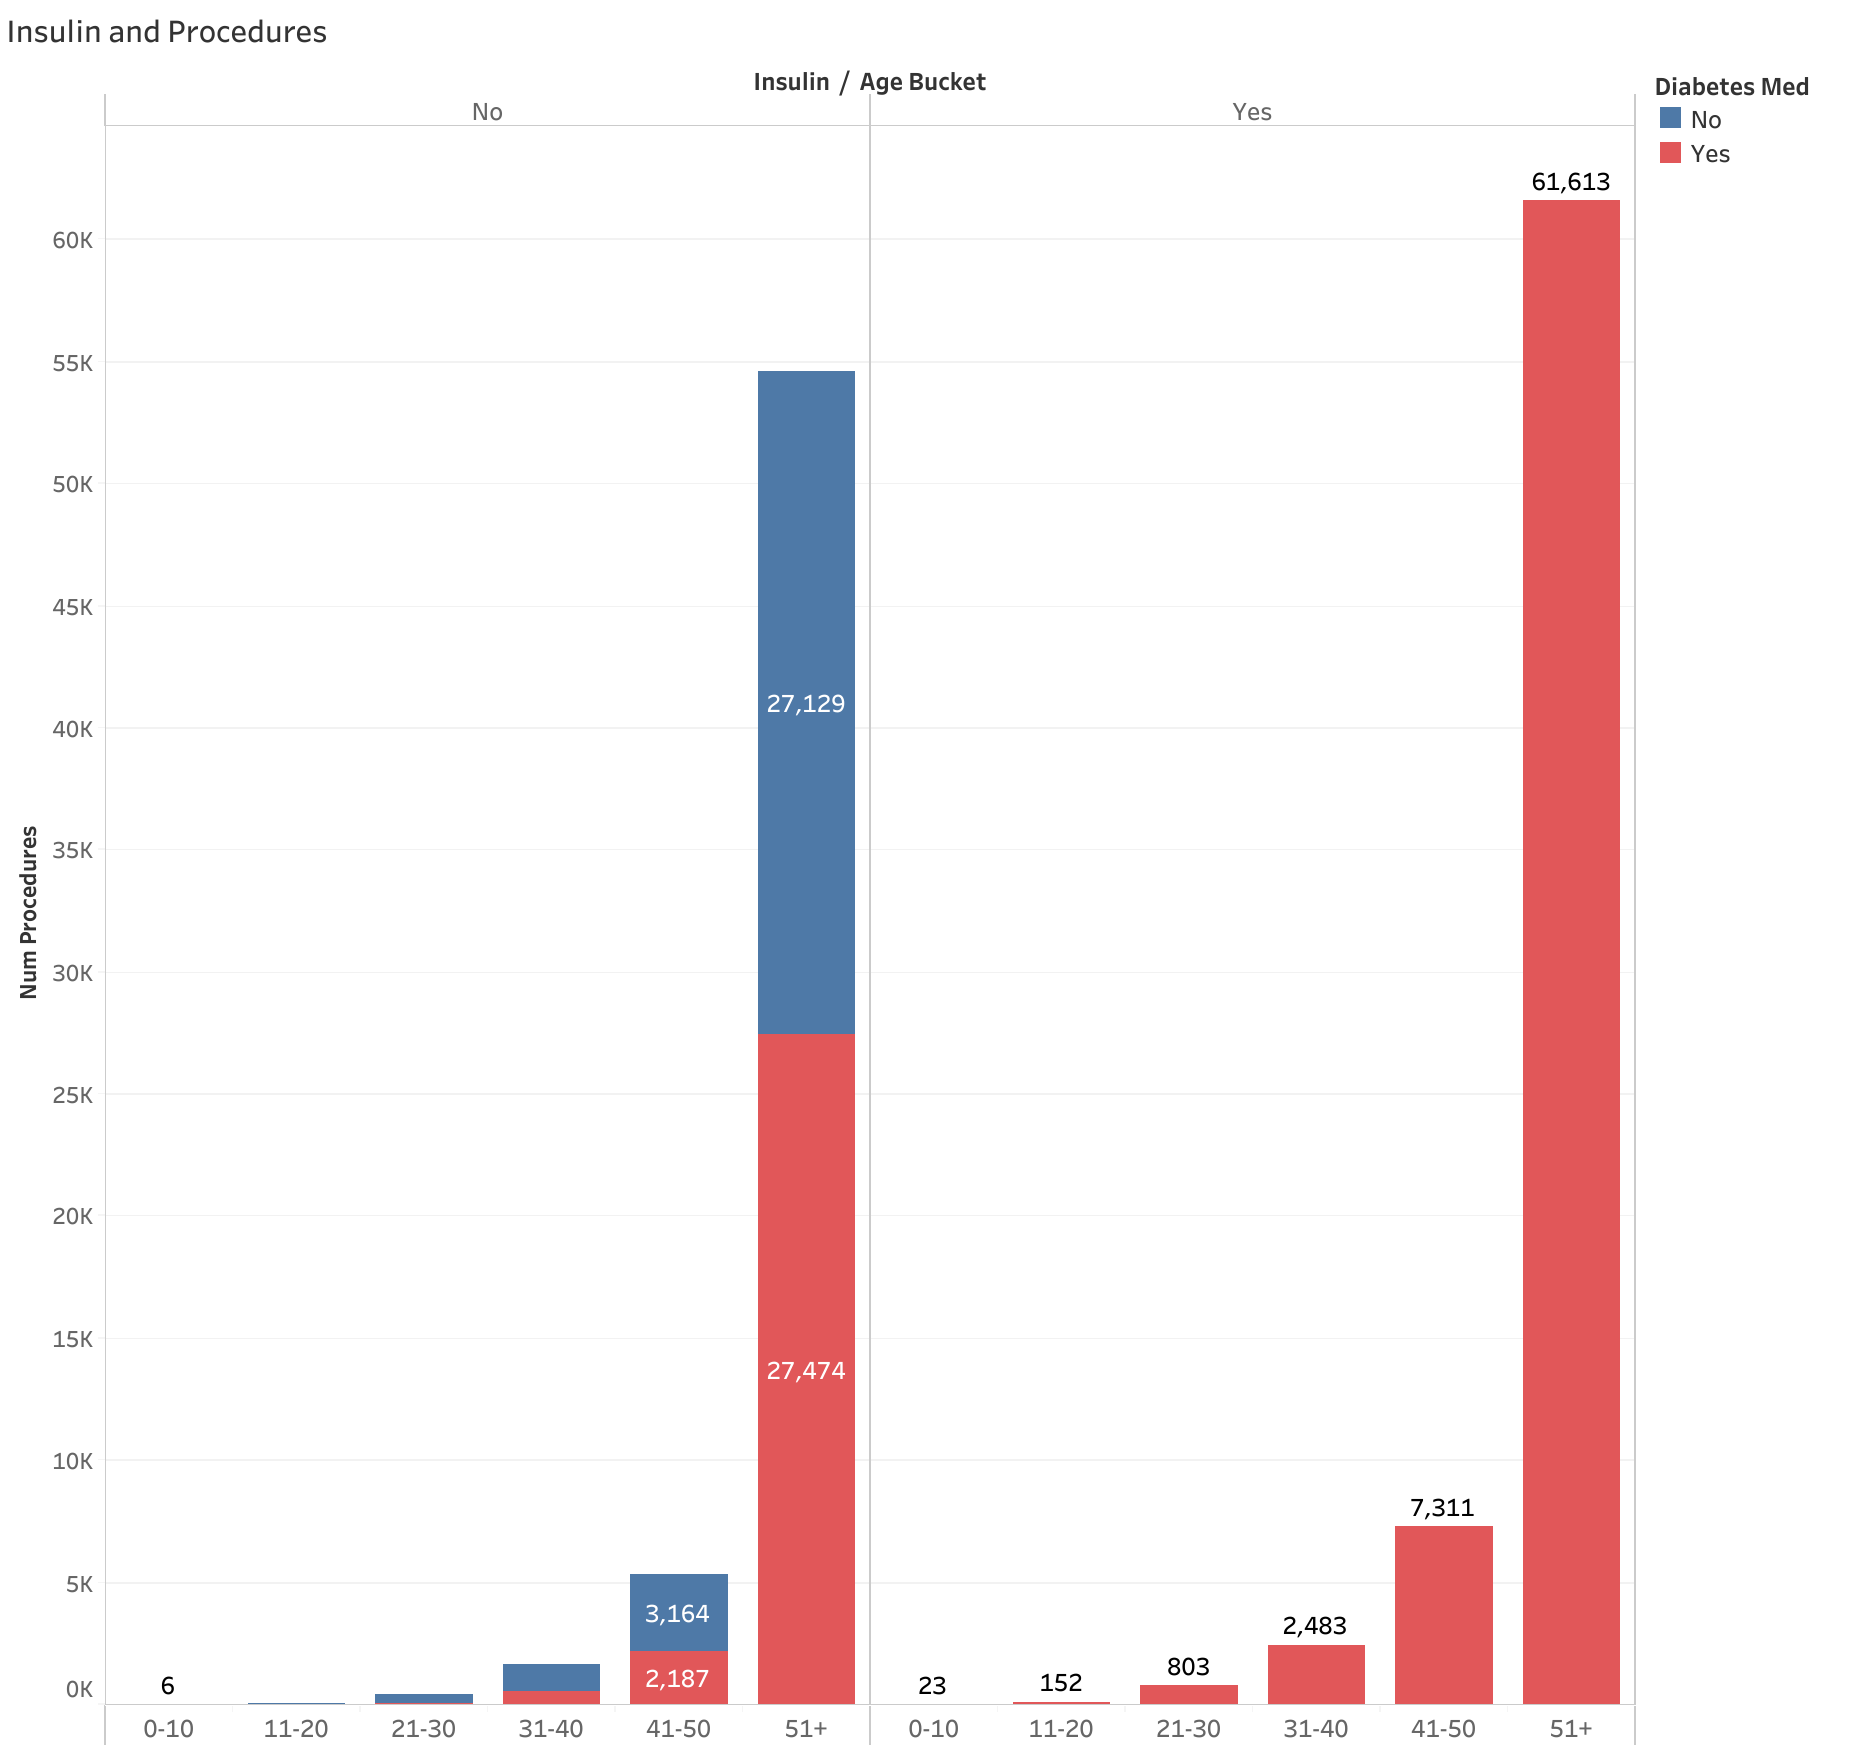 Insulin and Procedures
Insulin / Age Bucket
Diabetes Med
No
Yes
No
Yes
61,613
60K
55K
50K
45K
27,129
40K
Num Procedures
35K
30K
25K
20K
15K
27,474
10K
7,311
5K
3,164
2,483
803
2,187
152
6
23
0K
0-10 11-20 21-30 31-40 41-50 51+ 0-10 11-20 21-30 31-40 41-50 51+